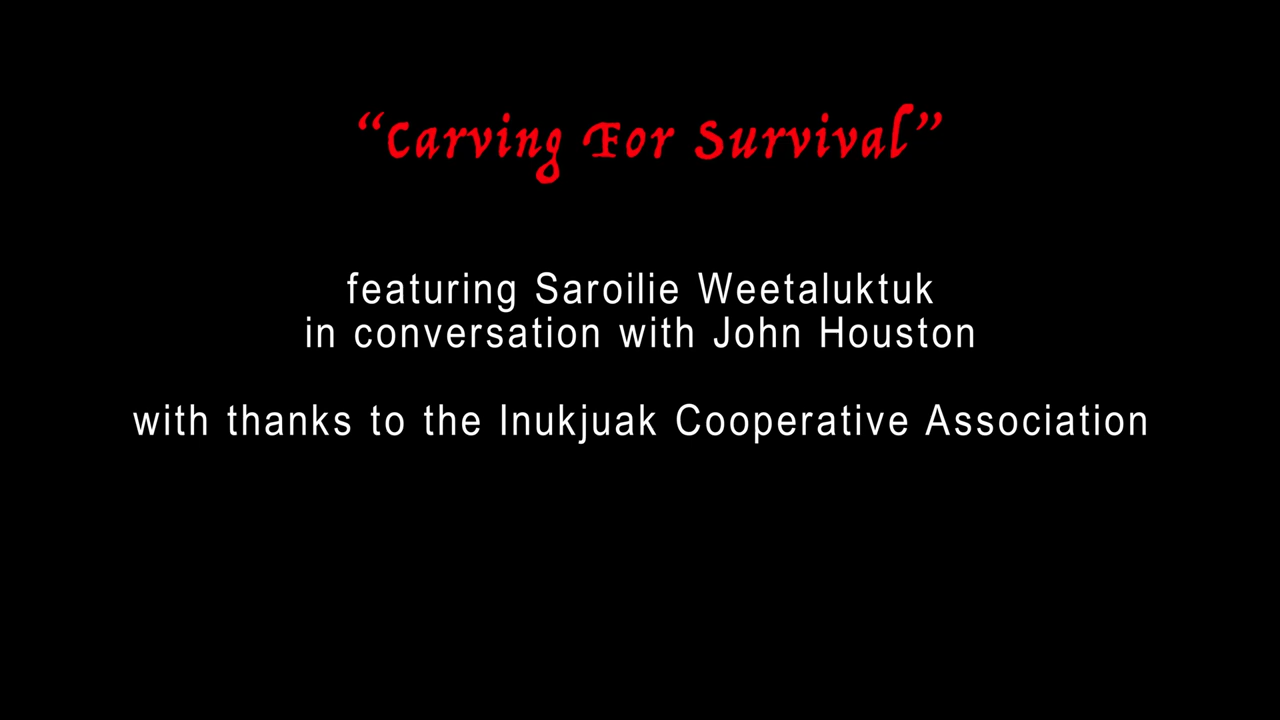 “Carving For Survival”
featuring Saroilie Weetaluktuk
in conversation with John Houston
with thanks to the Inukjuak Cooperative Association